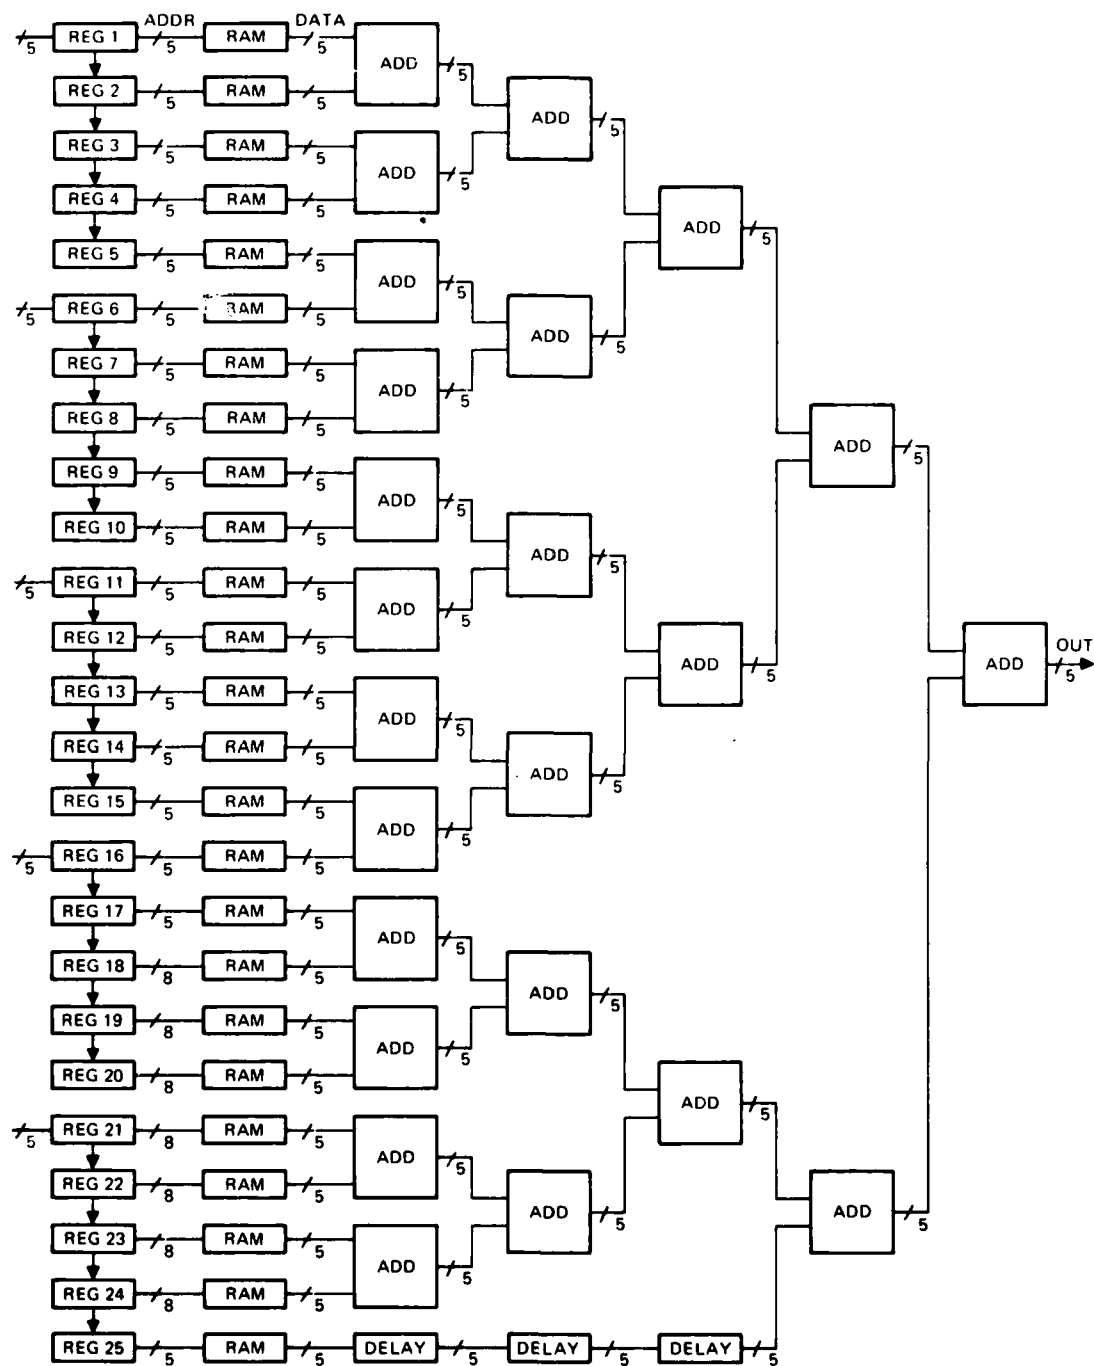 ADDR DATA
5 REG 1 5 RAM 5 ADD 5
REG 2 5 RAM 5
ADD 5
REG 3 5 RAM 5 ADD 5
REG 4 5 RAM 5
ADD 5
REG 5 5 RAM 5 ADD 5
5 REG 6 5 RAM 5
ADD 5
REG 7 5 RAM 5 ADD 5
REG 8 5 RAM 5
ADD 5
REG 9 5 RAM 5 ADD 5
REG 10 5 RAM 5
ADD 5
5 REG 11 5 RAM 5 ADD 5
REG 12 5 RAM 5
ADD 5 ADD 5 OUT
REG 13 5 RAM 5 ADD 5
REG 14 5 RAM 5
ADD 5
REG 15 5 RAM 5 ADD 5
5 REG 16 5 RAM 5
REG 17 5 RAM 5 ADD 5
REG 18 8 RAM 5
ADD 5
REG 19 8 RAM 5 ADD 5
REG 20 8 RAM 5
ADD 5
5 REG 21 8 RAM 5 ADD 5
REG 22 8 RAM 5
ADD 5 ADD 5
REG 23 8 RAM 5 ADD 5
REG 24 8 RAM 5
REG 25 5 RAM 5 DELAY 5 DELAY 5 DELAY 5